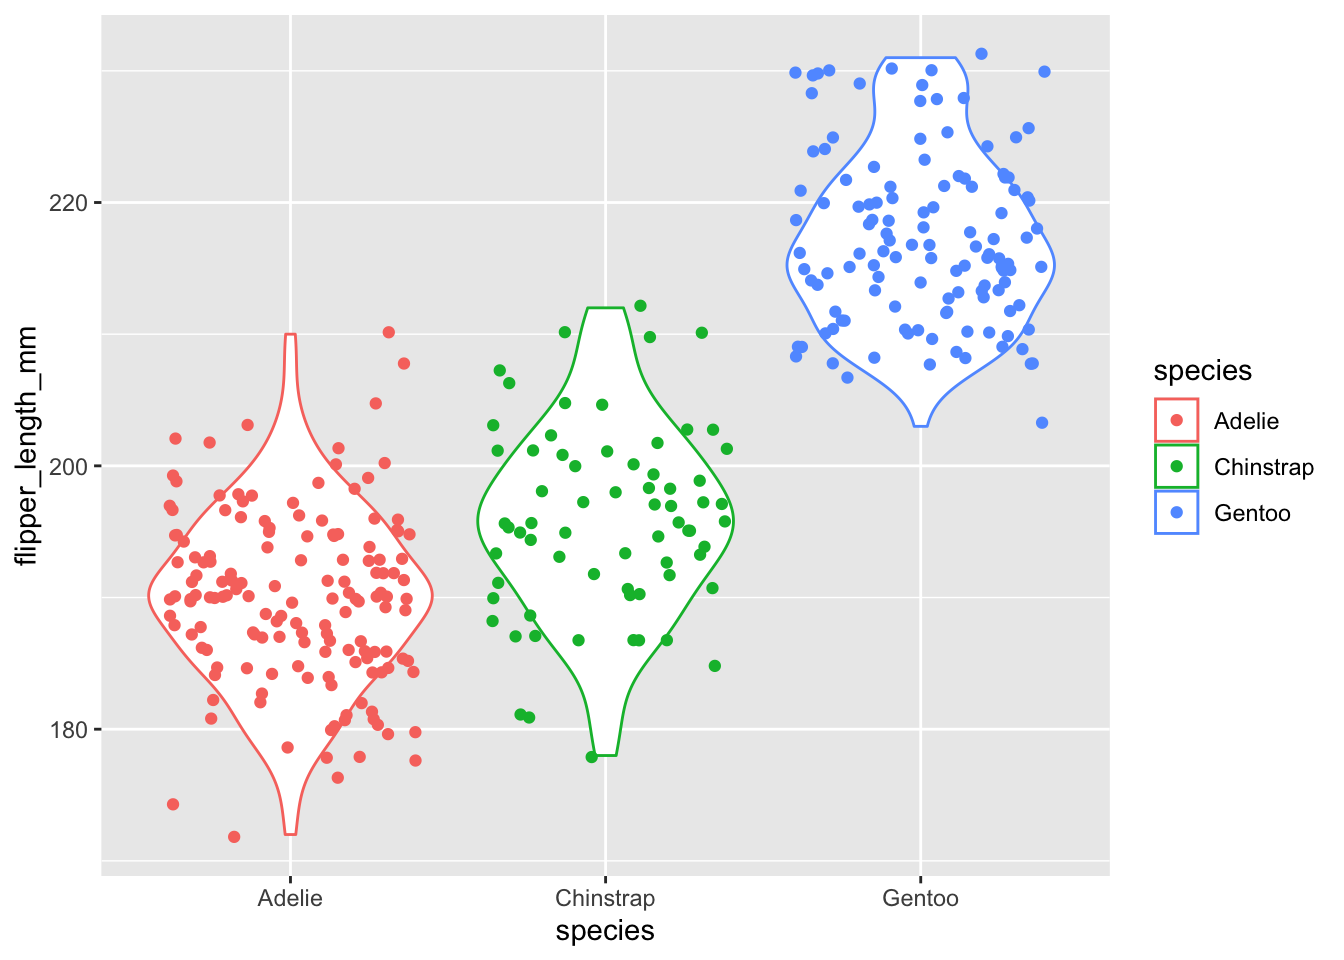 flipper_length_mm
220
200
180
Adelie
Chinstrap
Gentoo
species
species
Adelie
Chinstrap
Gentoo